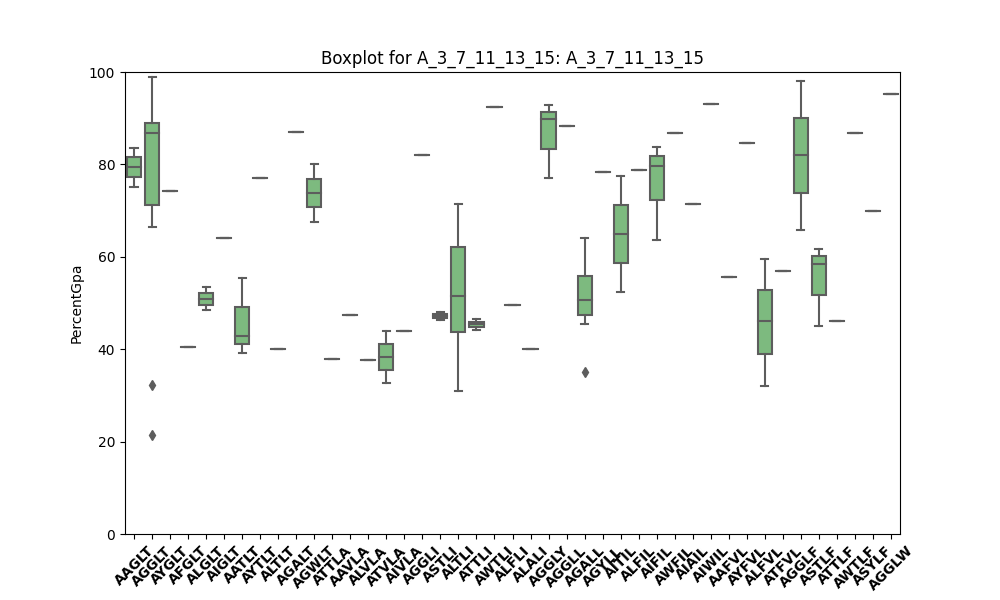 Boxplot for A_3_7_11_13_15: A_3_7_11_13_15
PercentGpa
100
80
60
40
20
0
AAGLT
AGGLT
AYGLT
AFGLT
ALGLT
AIGLT
AATLT
AYTLT
ALTLT
AGALT
AGWLT
ATTLA
AAVLA
ALVLA
ATVLA
AIVLA
AGGLI
ASTLI
ALTLI
ATTLI
AWTLI
ALFLI
ALALI
AGGLY
AGGLL
AGALL
AGYLL
AITIL
ALFIL
AIFIL
AWFIL
AIAIL
AIWIL
AAFVL
AYFVL
ALFVL
ATFVL
AGGLF
ASTLF
ATTLF
AWTLF
ASYLF
AGGLW